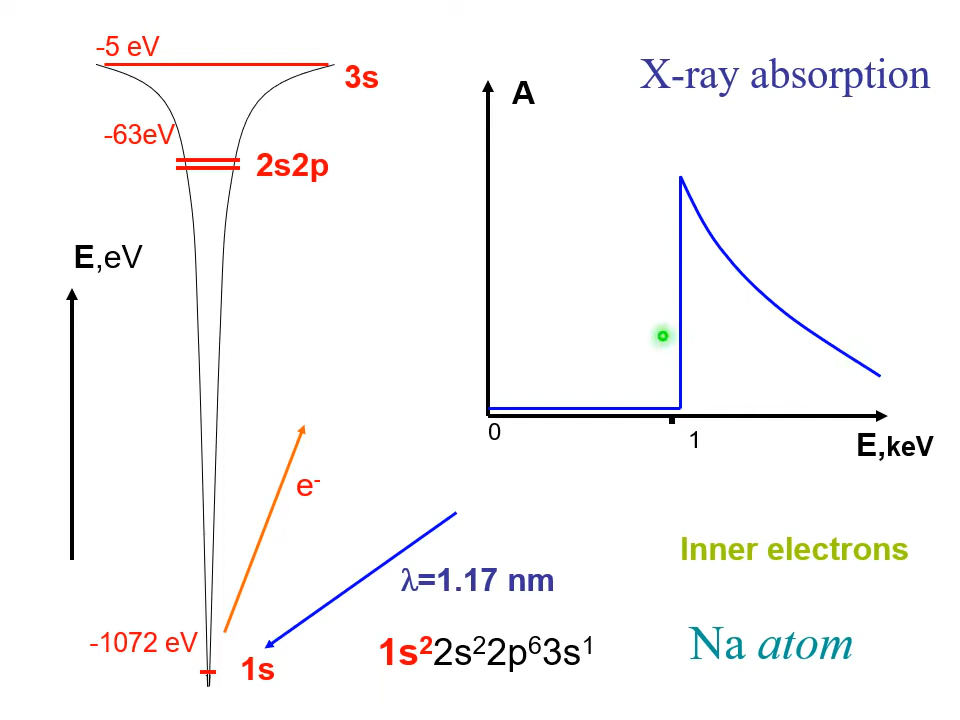 -5 eV
3s
-63eV
2s2p
E,eV
e-
-1072 eV
1s
X-ray absorption
A
0
1
E,keV
λ=1.17 nm
1s²2s²2p⁶3s¹
Inner electrons
Na atom